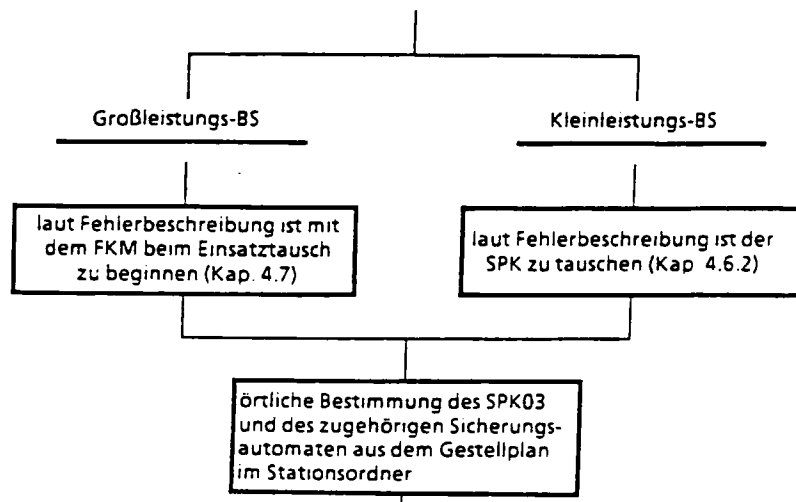 Großleistungs-BS
Kleinleistungs-BS
laut Fehlerbeschreibung ist mit
dem FKM beim Einsatztausch
zu beginnen (Kap. 4.7)
laut Fehlerbeschreibung ist der
SPK zu tauschen (Kap 4.6.2)
örtliche Bestimmung des SPK03
und des zugehörigen Sicherungs-
automaten aus dem Gestellplan
im Stationsordner